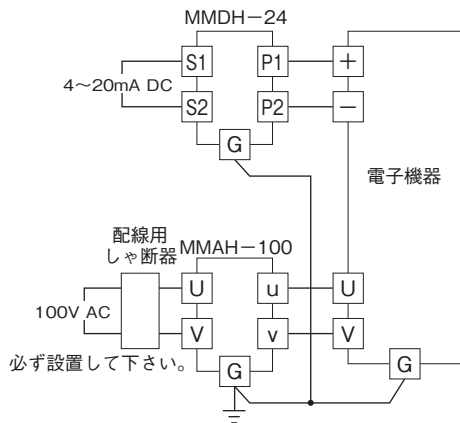 MMDH-24
S1
P1
+
4～20mA DC
S2
P2
－
G
電子機器
配線用
しゃ断器
MMAH-100
U
u
U
100V AC
V
v
V
必ず設置して下さい。
G
G